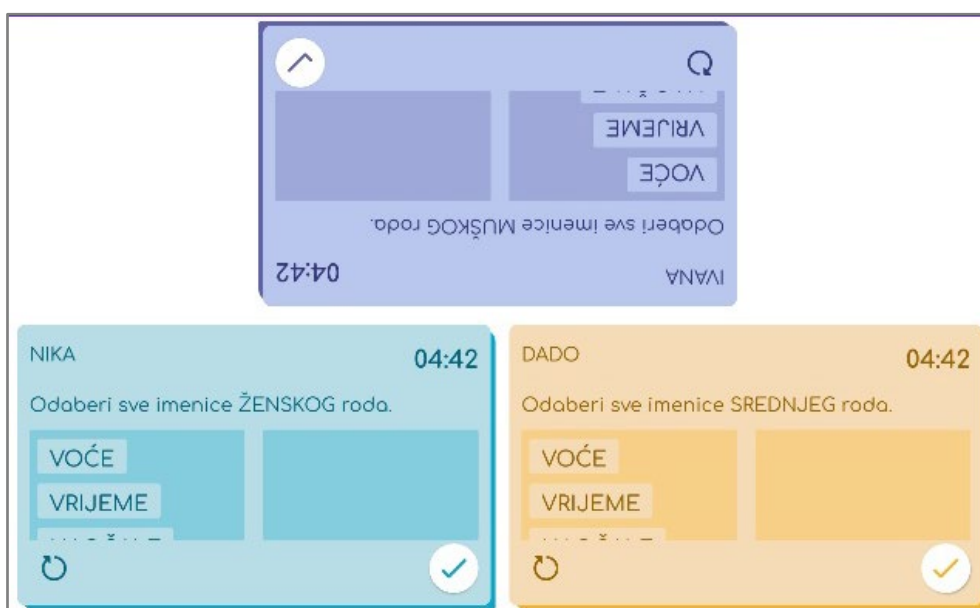 VRIJEME
VOĆE
Odaberi sve imenice MUŠKOG roda.
04:42
IVANA
NIKA
04:42
Odaberi sve imenice ŽENSKOG roda.
VOĆE
VRIJEME
DADO
04:42
Odaberi sve imenice SREDNJEG roda.
VOĆE
VRIJEME